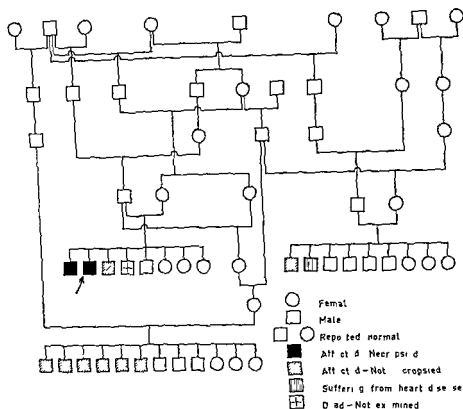 Femal
Male
Repo ted normal
Aff ct d Necr psi d
Aff ct d-Not cropsied
Sufferi g from heart d se se
D ad-Not ex mined